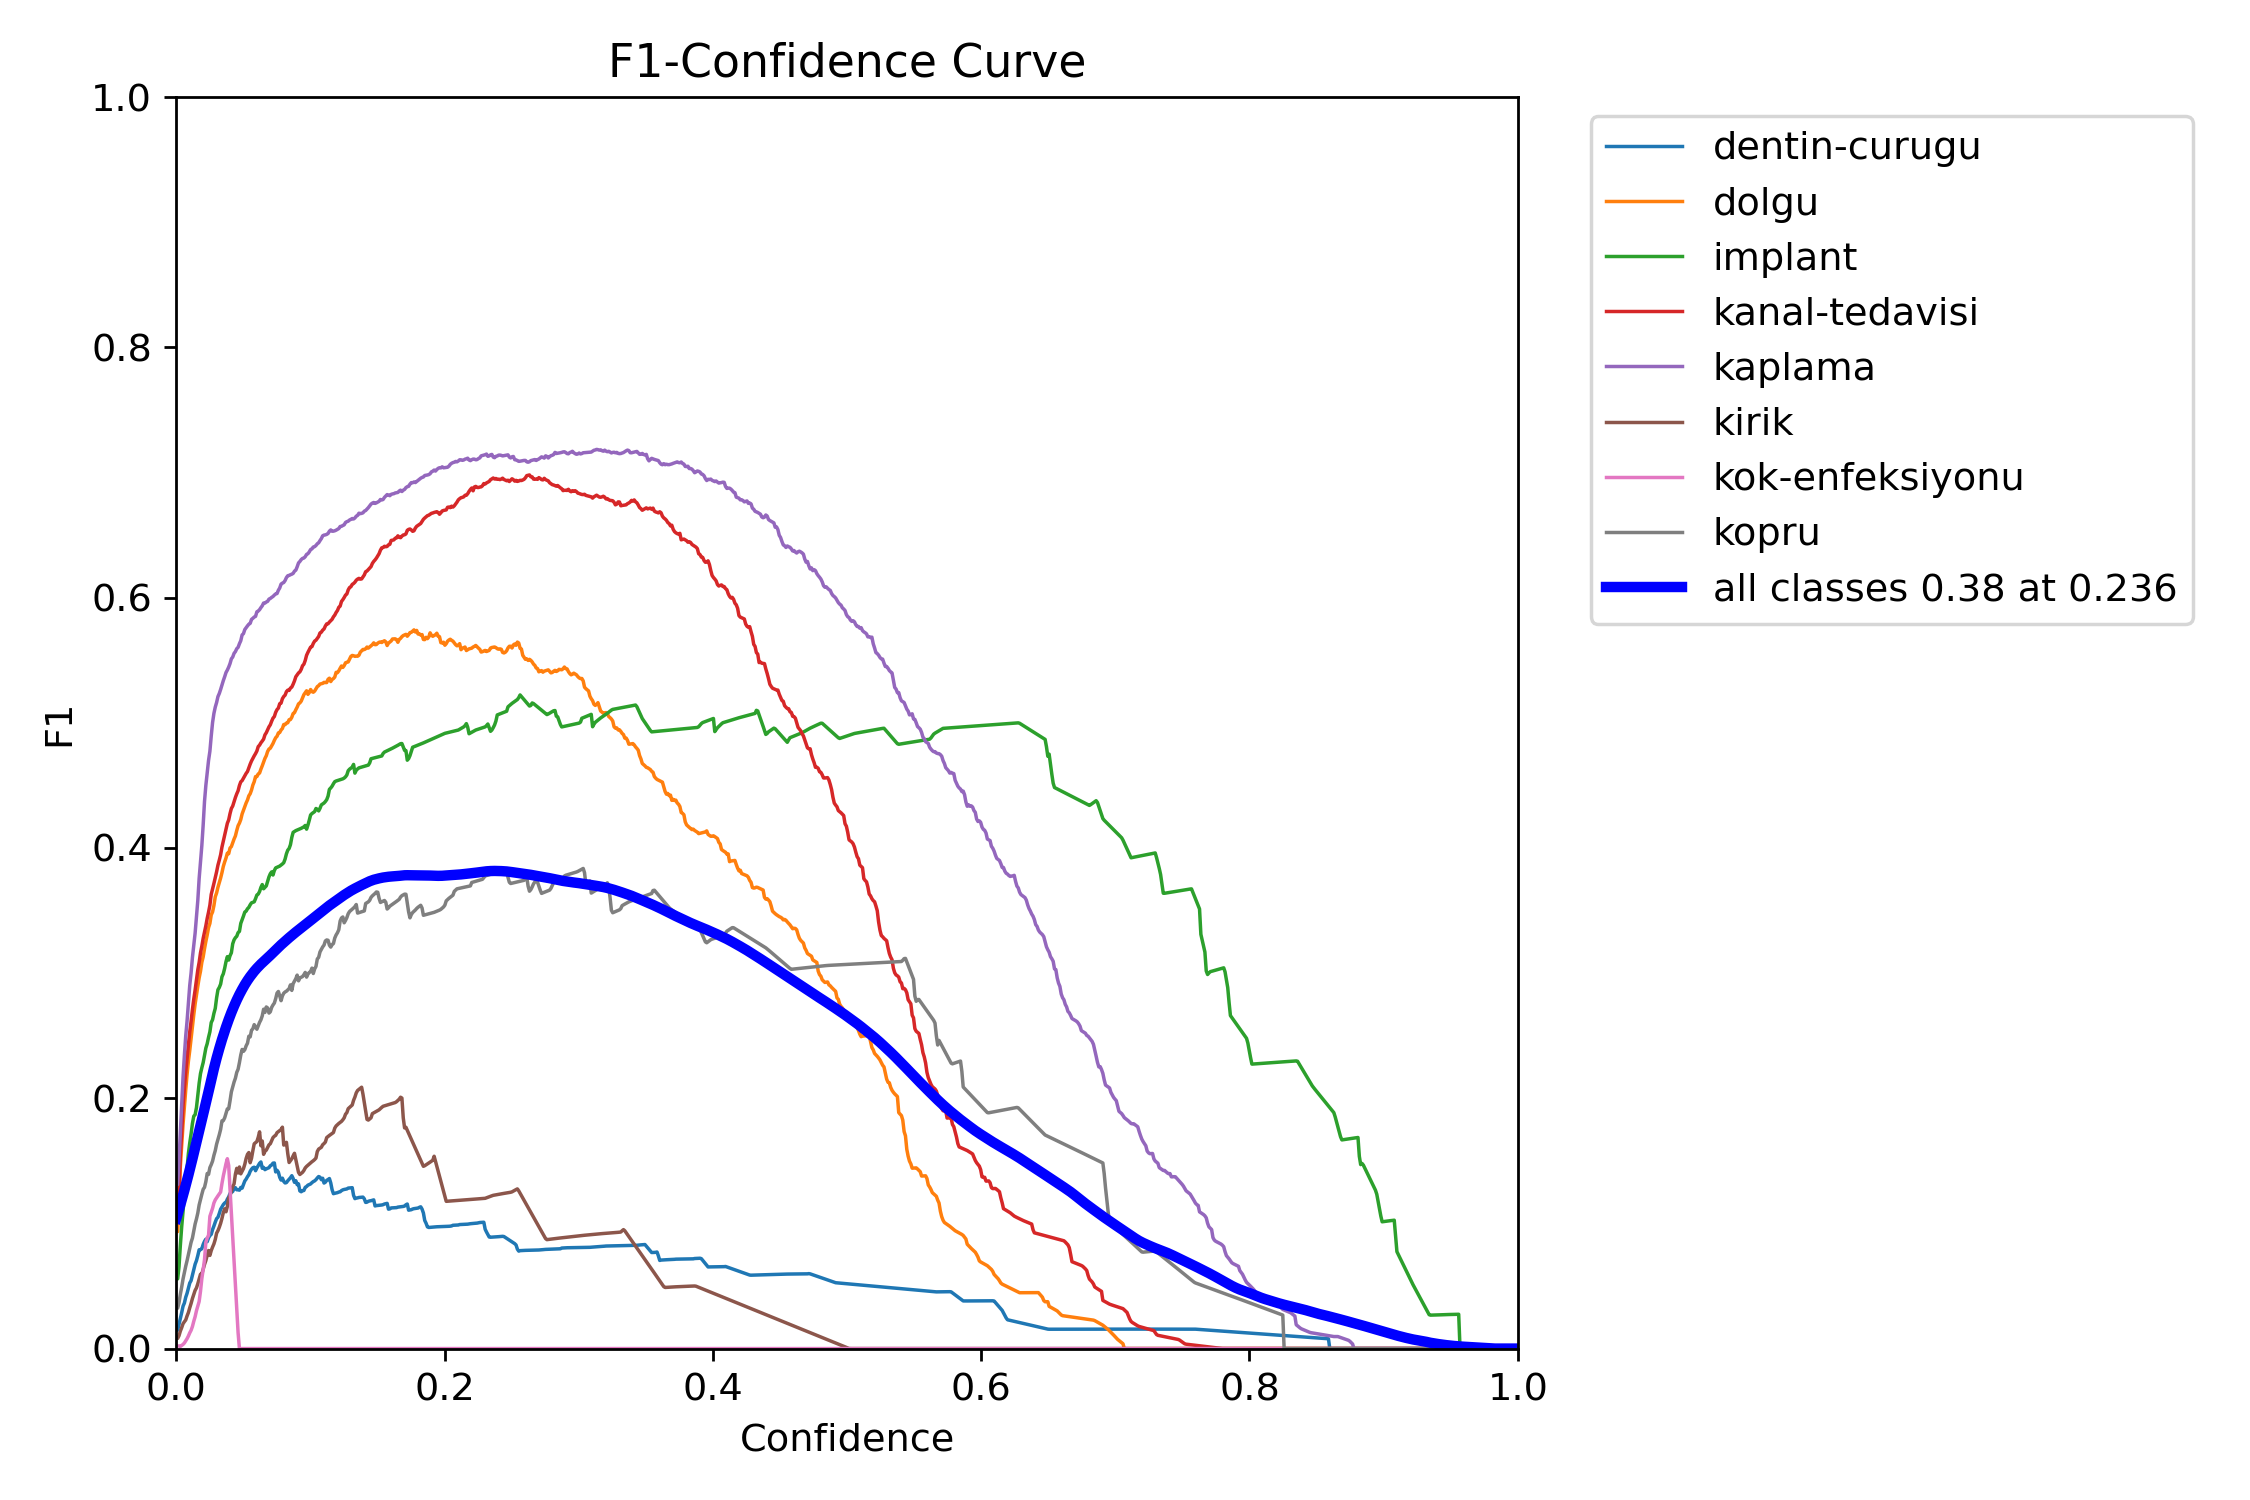 F1-Confidence Curve
1.0
0.8
0.6
0.4
0.2
0.0
F1
0.0 0.2 0.4 0.6 0.8 1.0
Confidence
dentin-curugu
dolgu
implant
kanal-tedavisi
kaplama
kirik
kok-enfeksiyonu
kopru
all classes 0.38 at 0.236